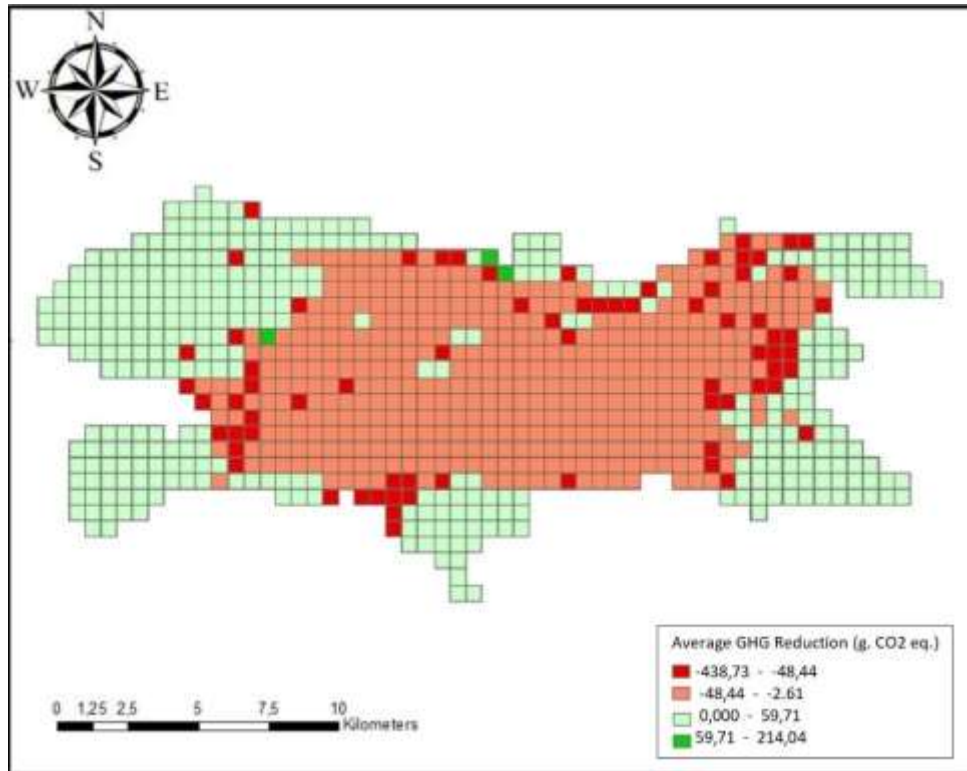 N
W E
S
Average GHG Reduction (g. CO2 eq.)
-438,73 - -48,44
-48,44 - -2.61
0,000 - 59,71
59,71 - 214,04
0 1,25 2,5 5 7,5 10
Kilometers